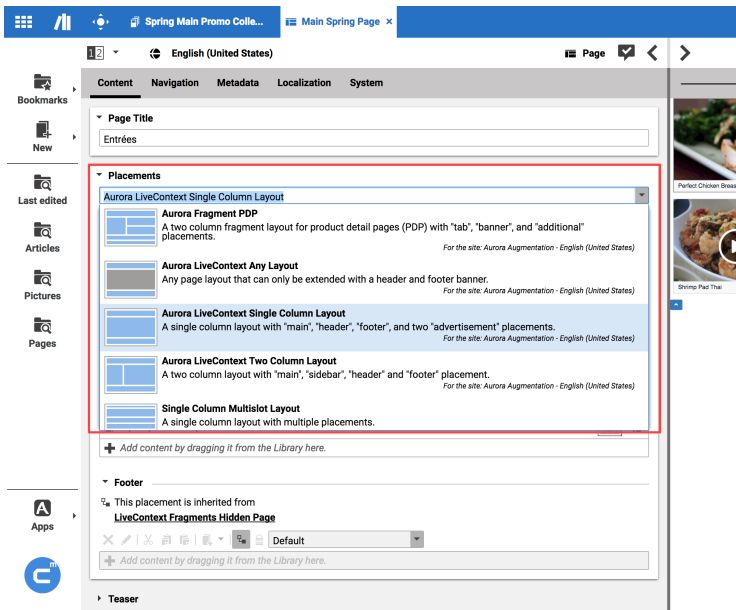 Spring Main Promo Colle...
Main Spring Page ×
12
English (United States)
Page
Bookmarks
New
Last edited
Articles
Pictures
Pages
Apps
Content Navigation Metadata Localization System
Page Title
Entrées
Placements
Aurora LiveContext Single Column Layout
Aurora Fragment PDP
A two column fragment layout for product detail pages (PDP) with "tab", "banner", and "additional"
placements.
For the site: Aurora Augmentation - English (United States)
Aurora LiveContext Any Layout
Any page layout that can only be extended with a header and footer banner.
For the site: Aurora Augmentation - English (United States)
Aurora LiveContext Single Column Layout
A single column layout with "main", "header", "footer", and two "advertisement" placements.
For the site: Aurora Augmentation - English (United States)
Aurora LiveContext Two Column Layout
A two column layout with "main", "sidebar", "header" and "footer" placement.
For the site: Aurora Augmentation - English (United States)
Single Column Multislot Layout
A single column layout with multiple placements.
Add content by dragging it from the Library here.
Footer
This placement is inherited from
LiveContext Fragments Hidden Page
Default
Add content by dragging it from the Library here.
Teaser
Perfect Chicken Breas
Shrimp Pad Thai
A
C m